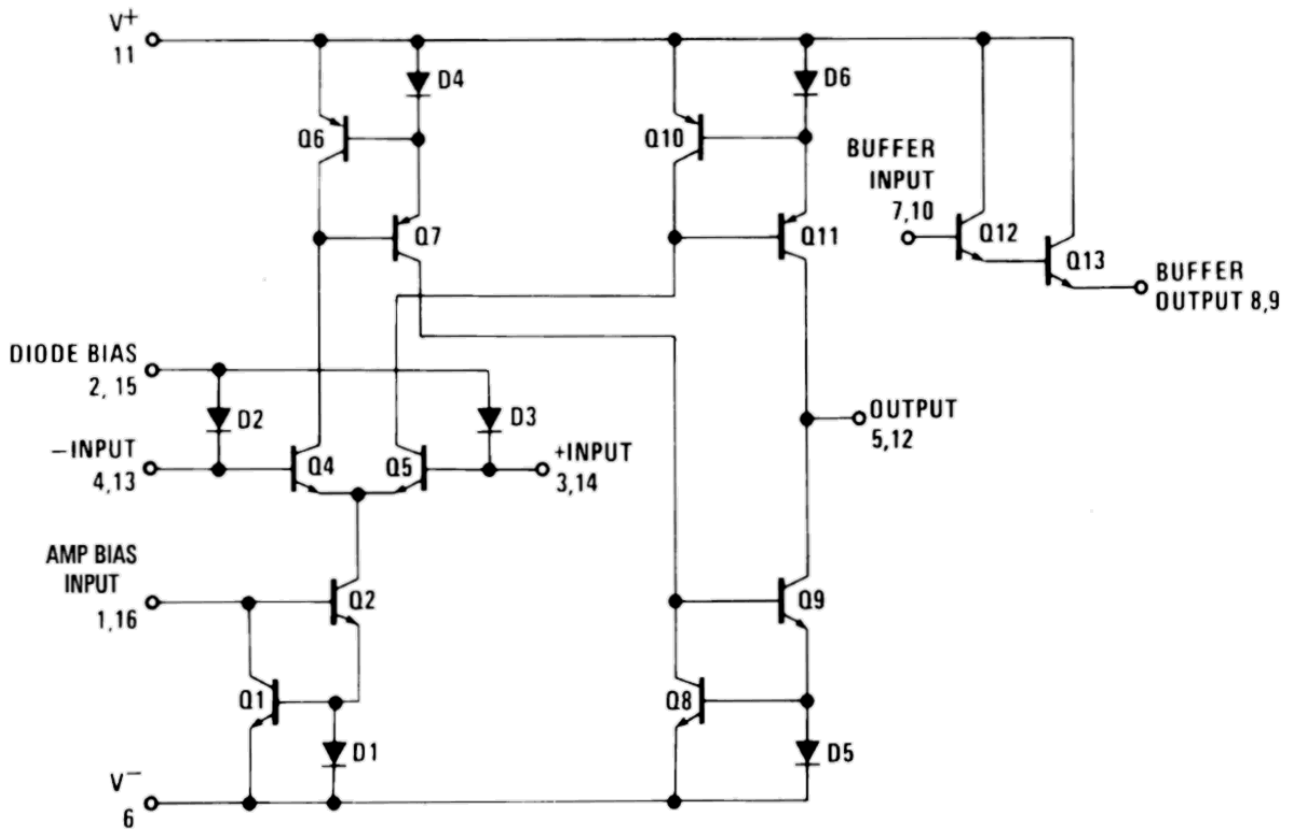 V+
11
D4
D6
Q6
Q10
BUFFER
INPUT
7,10
Q7
Q11
Q12
Q13
BUFFER
OUTPUT 8,9
DIODE BIAS
2, 15
D2
D3
OUTPUT
5,12
−INPUT
4,13
Q4
Q5
+INPUT
3,14
AMP BIAS
INPUT
1,16
Q2
Q9
Q1
Q8
D1
D5
V−
6